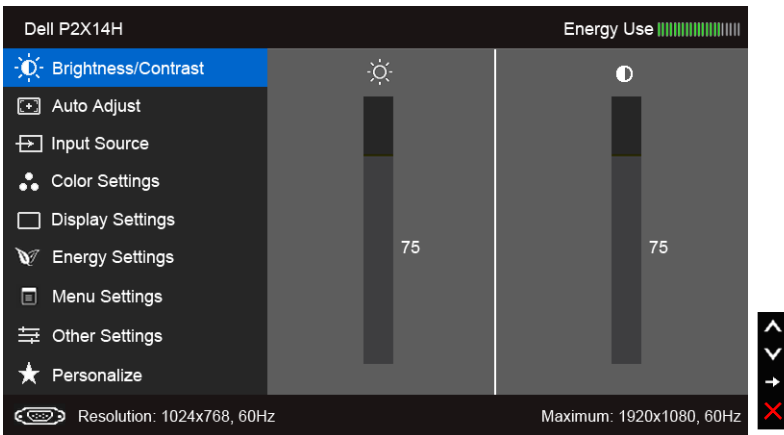 Dell P2X14H Energy Use
Brightness/Contrast
Auto Adjust
Input Source
Color Settings
Display Settings
Energy Settings
Menu Settings
Other Settings
Personalize
75 75
Resolution: 1024x768, 60Hz Maximum: 1920x1080, 60Hz